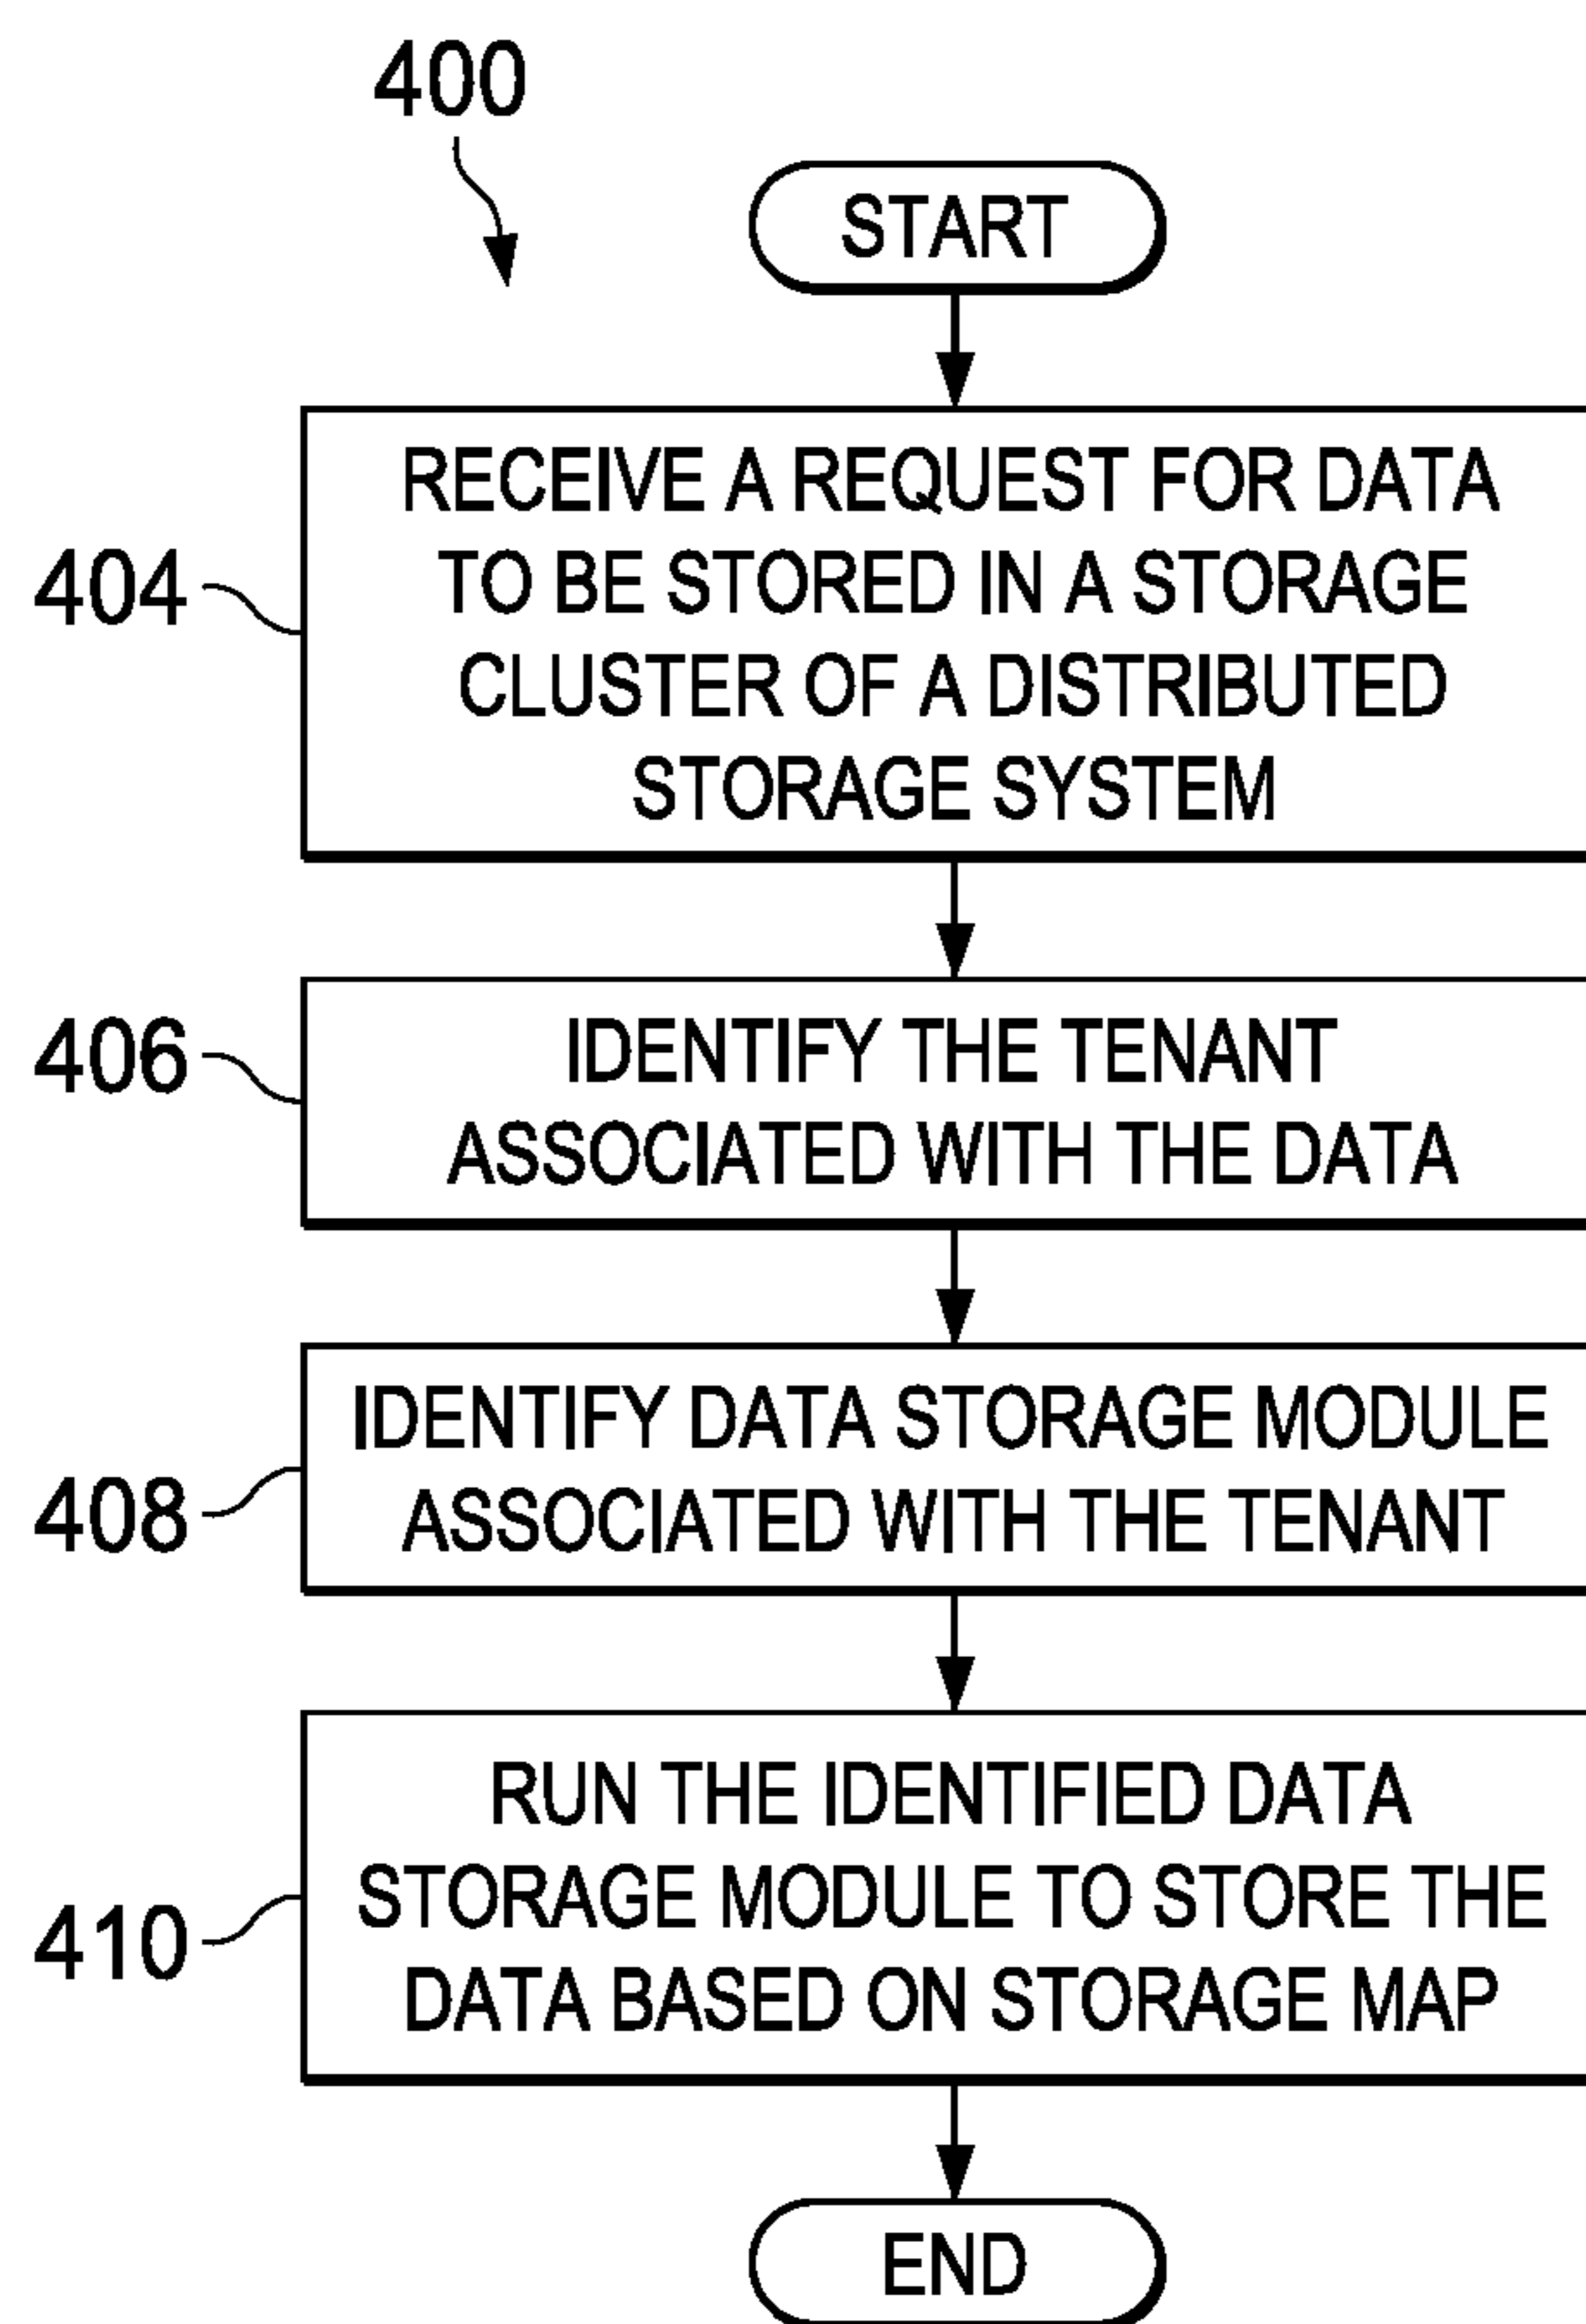 400
START
RECEIVE A REQUEST FOR DATA
TO BE STORED IN A STORAGE
CLUSTER OF A DISTRIBUTED
STORAGE SYSTEM
404
IDENTIFY THE TENANT
ASSOCIATED WITH THE DATA
406
IDENTIFY DATA STORAGE MODULE
ASSOCIATED WITH THE TENANT
408
RUN THE IDENTIFIED DATA
STORAGE MODULE TO STORE THE
DATA BASED ON STORAGE MAP
410
END